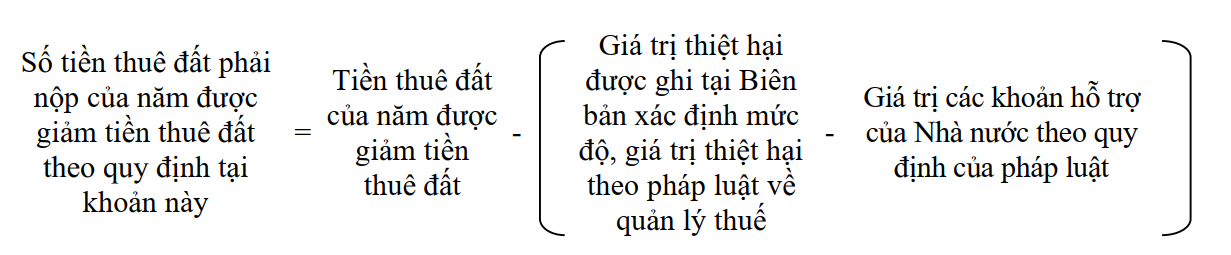 Số tiền thuê đất phải
nộp của năm được
giảm tiền thuê đất
theo quy định tại
khoản này
=
Tiền thuê đất
của năm được
giảm tiền
thuê đất
-
(
Giá trị thiệt hại
được ghi tại Biên
bản xác định mức
độ, giá trị thiệt hại
theo pháp luật về
quản lý thuế
-
Giá trị các khoản hỗ trợ
của Nhà nước theo quy
định của pháp luật
)